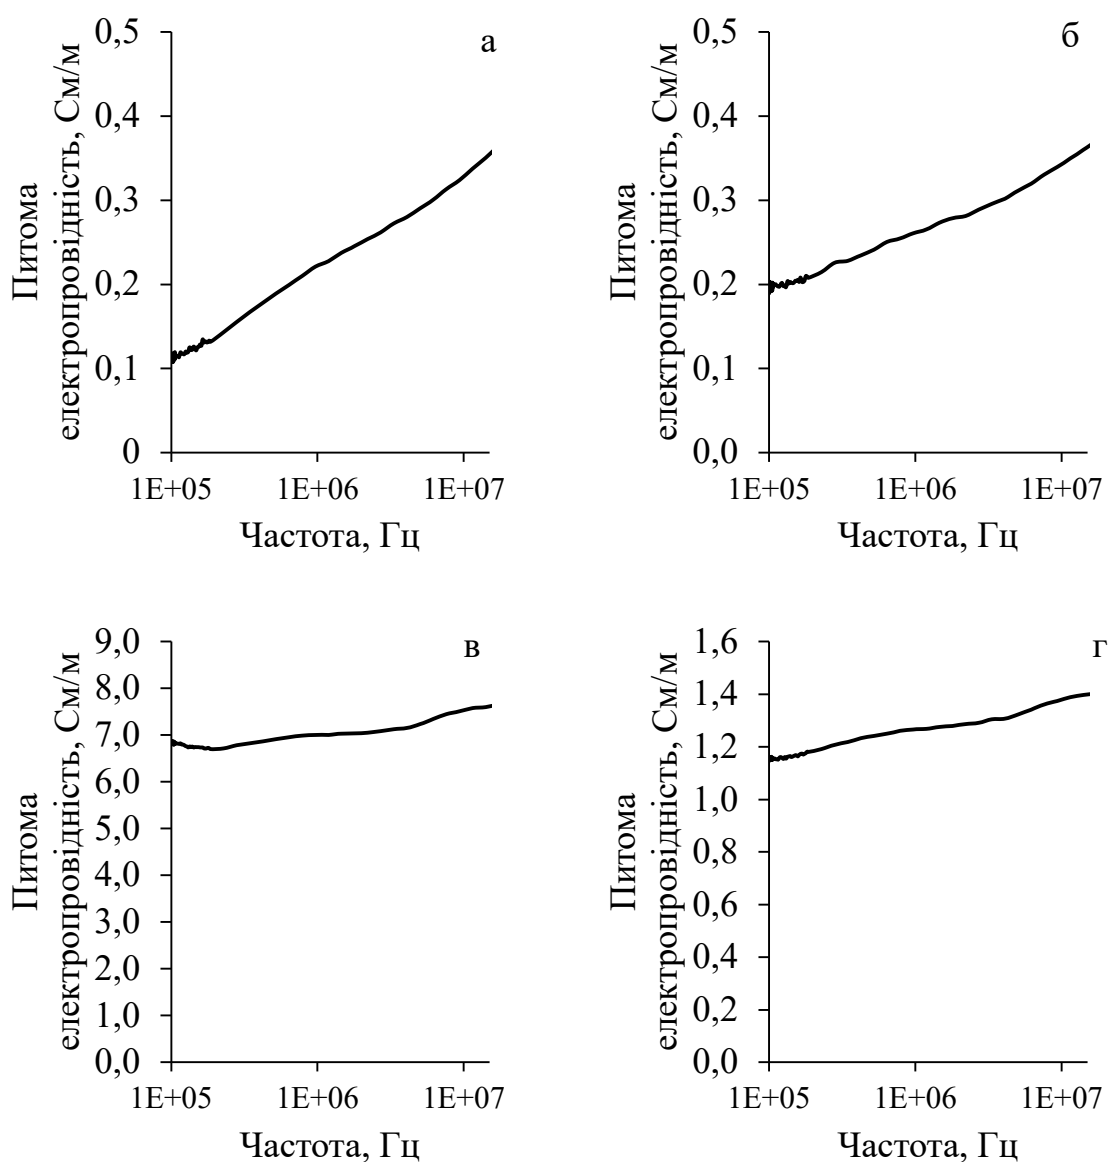 а
Питома
електропровідність, См/м
0,5
0,4
0,3
0,2
0,1
0
1E+05 1E+06 1E+07
Частота, Гц
б
Питома
електропровідність, См/м
0,5
0,4
0,3
0,2
0,1
0,0
1E+05 1E+06 1E+07
Частота, Гц
в
Питома
електропровідність, См/м
9,0
8,0
7,0
6,0
5,0
4,0
3,0
2,0
1,0
0,0
1E+05 1E+06 1E+07
Частота, Гц
г
Питома
електропровідність, См/м
1,6
1,4
1,2
1,0
0,8
0,6
0,4
0,2
0,0
1E+05 1E+06 1E+07
Частота, Гц